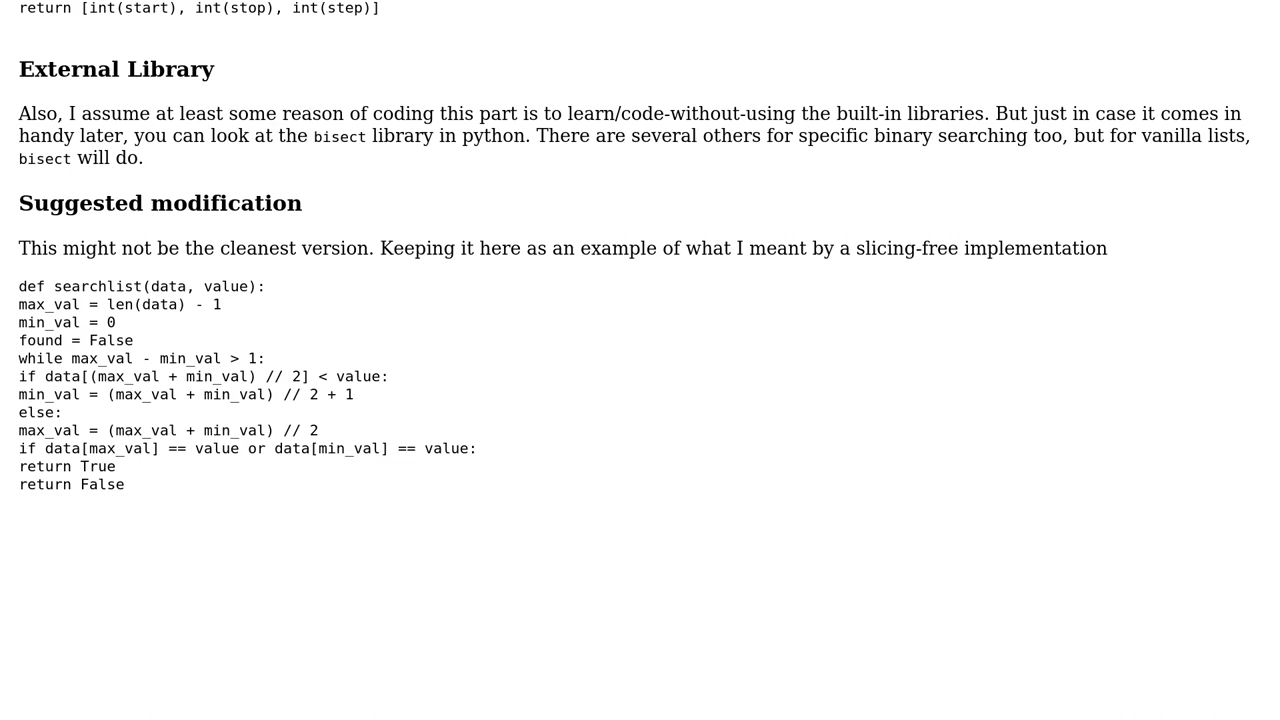 return [int(start), int(stop), int(step)]
External Library
Also, I assume at least some reason of coding this part is to learn/code-without-using the built-in libraries. But just in case it comes in
handy later, you can look at the bisect library in python. There are several others for specific binary searching too, but for vanilla lists,
bisect will do.
Suggested modification
This might not be the cleanest version. Keeping it here as an example of what I meant by a slicing-free implementation
def searchlist(data, value):
max_val = len(data) - 1
min_val = 0
found = False
while max_val - min_val > 1:
if data[(max_val + min_val) // 2] < value:
min_val = (max_val + min_val) // 2 + 1
else:
max_val = (max_val + min_val) // 2
if data[max_val] == value or data[min_val] == value:
return True
return False